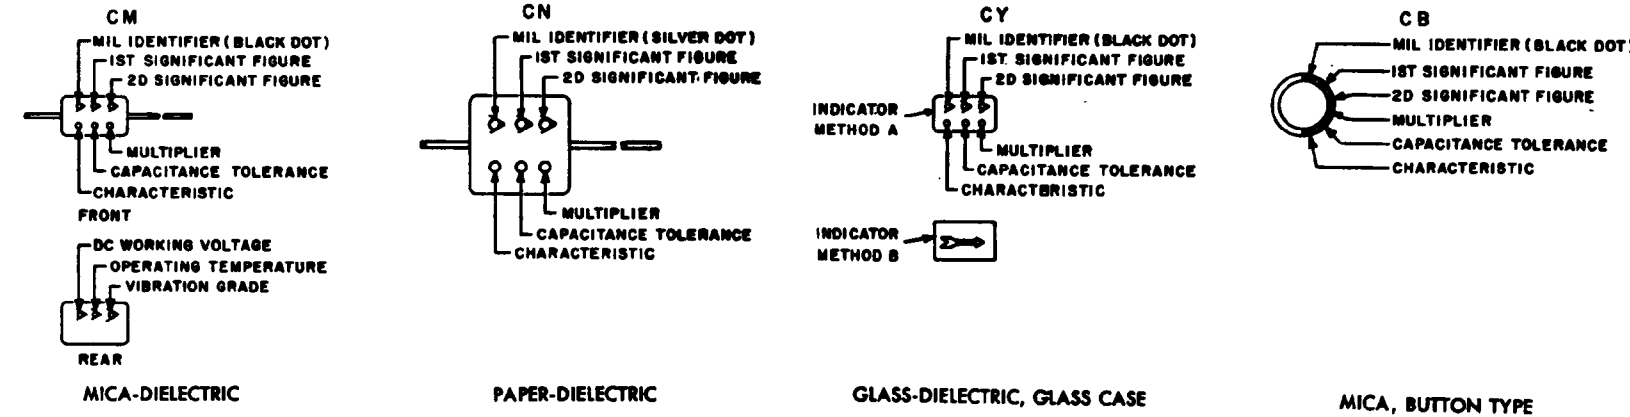 CM
MIL IDENTIFIER (BLACK DOT)
1ST SIGNIFICANT FIGURE
2D SIGNIFICANT FIGURE
MULTIPLIER
CAPACITANCE TOLERANCE
CHARACTERISTIC
FRONT
DC WORKING VOLTAGE
OPERATING TEMPERATURE
VIBRATION GRADE
REAR
MICA-DIELECTRIC
CN
MIL IDENTIFIER (SILVER DOT)
1ST SIGNIFICANT FIGURE
2D SIGNIFICANT FIGURE
MULTIPLIER
CAPACITANCE TOLERANCE
CHARACTERISTIC
PAPER-DIELECTRIC
CY
MIL IDENTIFIER (BLACK DOT)
1ST SIGNIFICANT FIGURE
2D SIGNIFICANT FIGURE
INDICATOR
METHOD A
MULTIPLIER
CAPACITANCE TOLERANCE
CHARACTBRISTIC
INDICATOR
METHOD B
GLASS-DIELECTRIC, GLASS CASE
CB
MIL IDENTIFIER (BLACK DOT)
1ST SIGNIFICANT FIGURE
2D SIGNIFICANT FIGURE
MULTIPLIER
CAPACITANCE TOLERANCE
CHARACTERISTIC
MICA, BUTTON TYPE